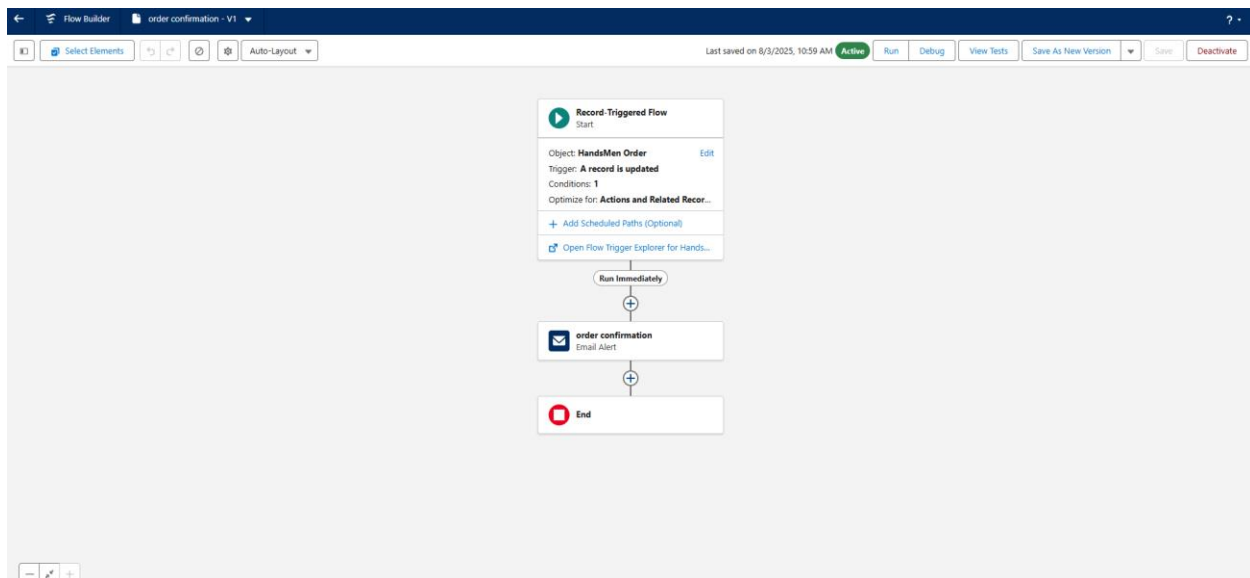 Flow Builder order confirmation - V1 ?
Select Elements Auto-Layout Last saved on 8/3/2025, 10:59 AM Active Run Debug View Tests Save As New Version Save Deactivate
Record-Triggered Flow
Start
Object: HandsMen Order Edit
Trigger: A record is updated
Conditions: 1
Optimize for: Actions and Related Recor...
+ Add Scheduled Paths (Optional)
Open Flow Trigger Explorer for Hands...
Run Immediately
order confirmation
Email Alert
End